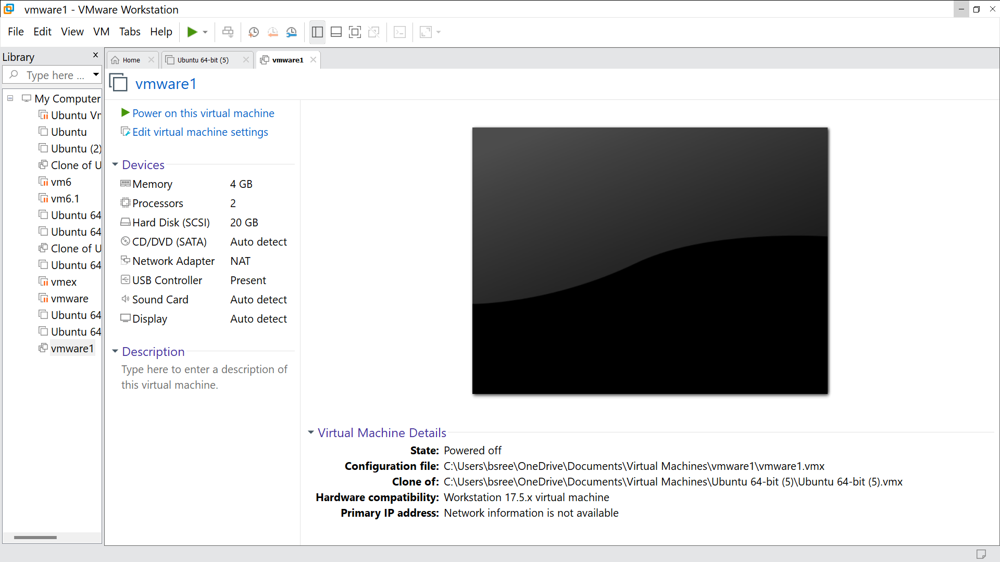 vmware1 - VMware Workstation
File Edit View VM Tabs Help
Library
Type here ...
My Computer
Ubuntu Vr
Ubuntu
Ubuntu (2)
Clone of U
vm6
vm6.1
Ubuntu 64
Ubuntu 64
Clone of U
Ubuntu 64
vmex
vmware
Ubuntu 64
Ubuntu 64
vmware1
Home
Ubuntu 64-bit (5)
vmware1
vmware1
Power on this virtual machine
Edit virtual machine settings
Devices
Memory 4 GB
Processors 2
Hard Disk (SCSI) 20 GB
CD/DVD (SATA) Auto detect
Network Adapter NAT
USB Controller Present
Sound Card Auto detect
Display Auto detect
Description
Type here to enter a description of
this virtual machine.
Virtual Machine Details
State: Powered off
Configuration file: C:\Users\bsree\OneDrive\Documents\Virtual Machines\vmware1\vmware1.vmx
Clone of: C:\Users\bsree\OneDrive\Documents\Virtual Machines\Ubuntu 64-bit (5)\Ubuntu 64-bit (5).vmx
Hardware compatibility: Workstation 17.5.x virtual machine
Primary IP address: Network information is not available